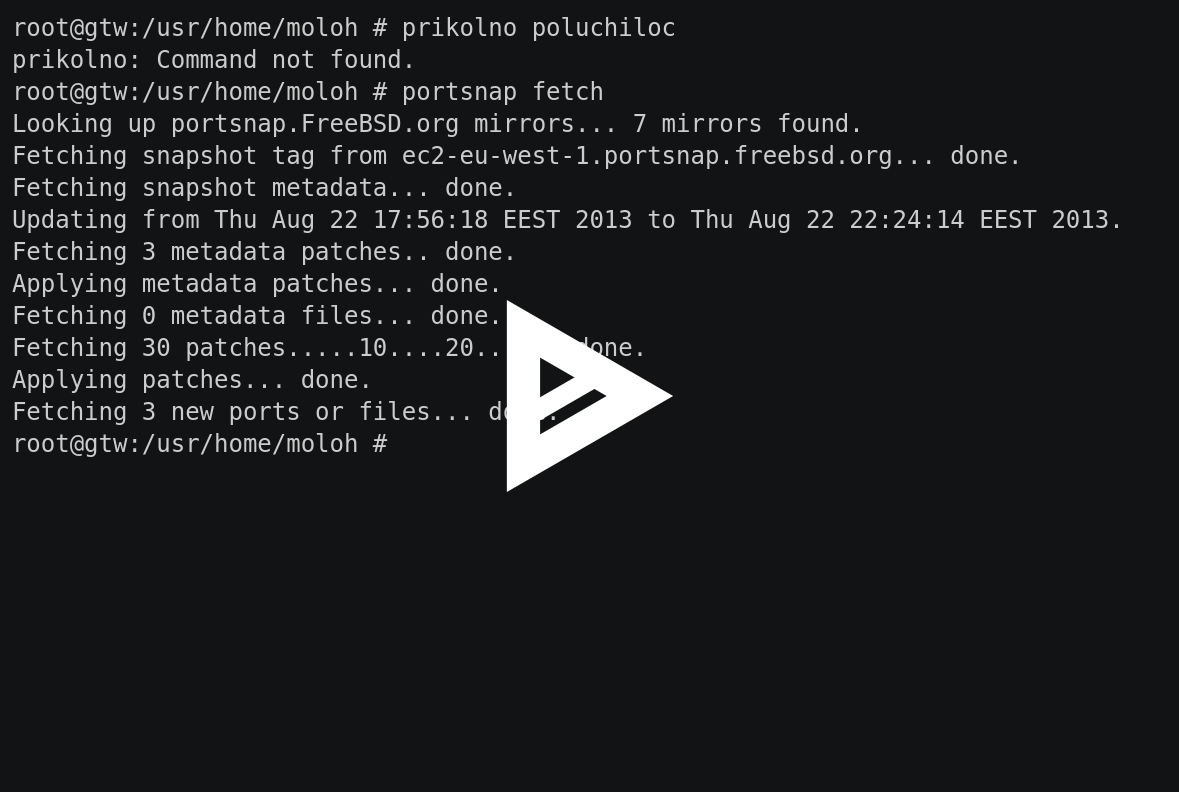 root@gtw:/usr/home/moloh # prikolno poluchiloc
prikolno: Command not found.
root@gtw:/usr/home/moloh # portsnap fetch
Looking up portsnap.FreeBSD.org mirrors... 7 mirrors found.
Fetching snapshot tag from ec2-eu-west-1.portsnap.freebsd.org... done.
Fetching snapshot metadata... done.
Updating from Thu Aug 22 17:56:18 EEST 2013 to Thu Aug 22 22:24:14 EEST 2013.
Fetching 3 metadata patches.. done.
Applying metadata patches... done.
Fetching 0 metadata files... done.
Fetching 30 patches.....10....20.. done.
Applying patches... done.
Fetching 3 new ports or files... done.
root@gtw:/usr/home/moloh #